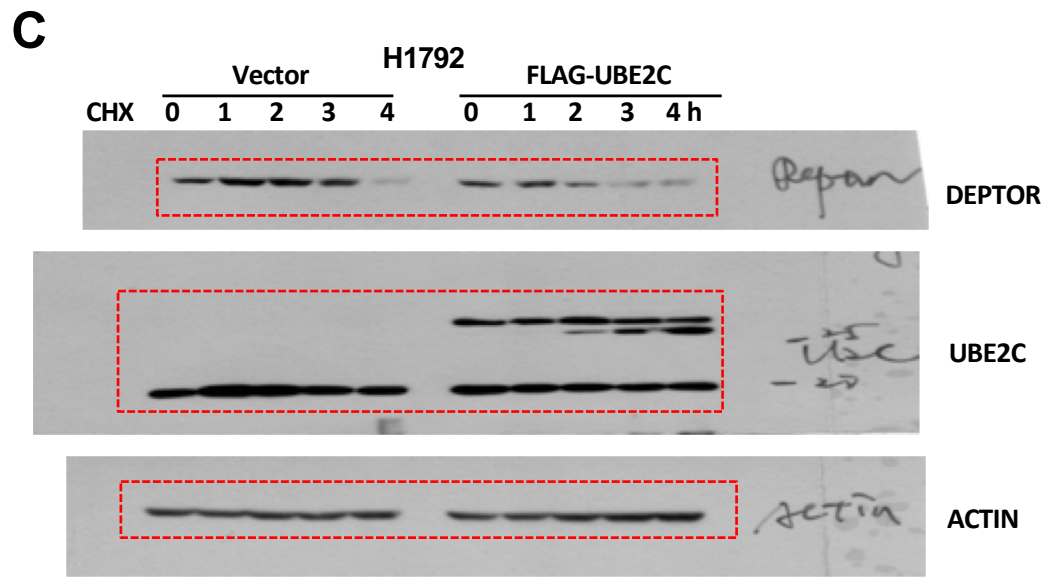 C
H1792
Vector FLAG-UBE2C
CHX 0 1 2 3 4 0 1 2 3 4 h
DEPTOR
- 25
UBE2C
- 20
Actin
ACTIN